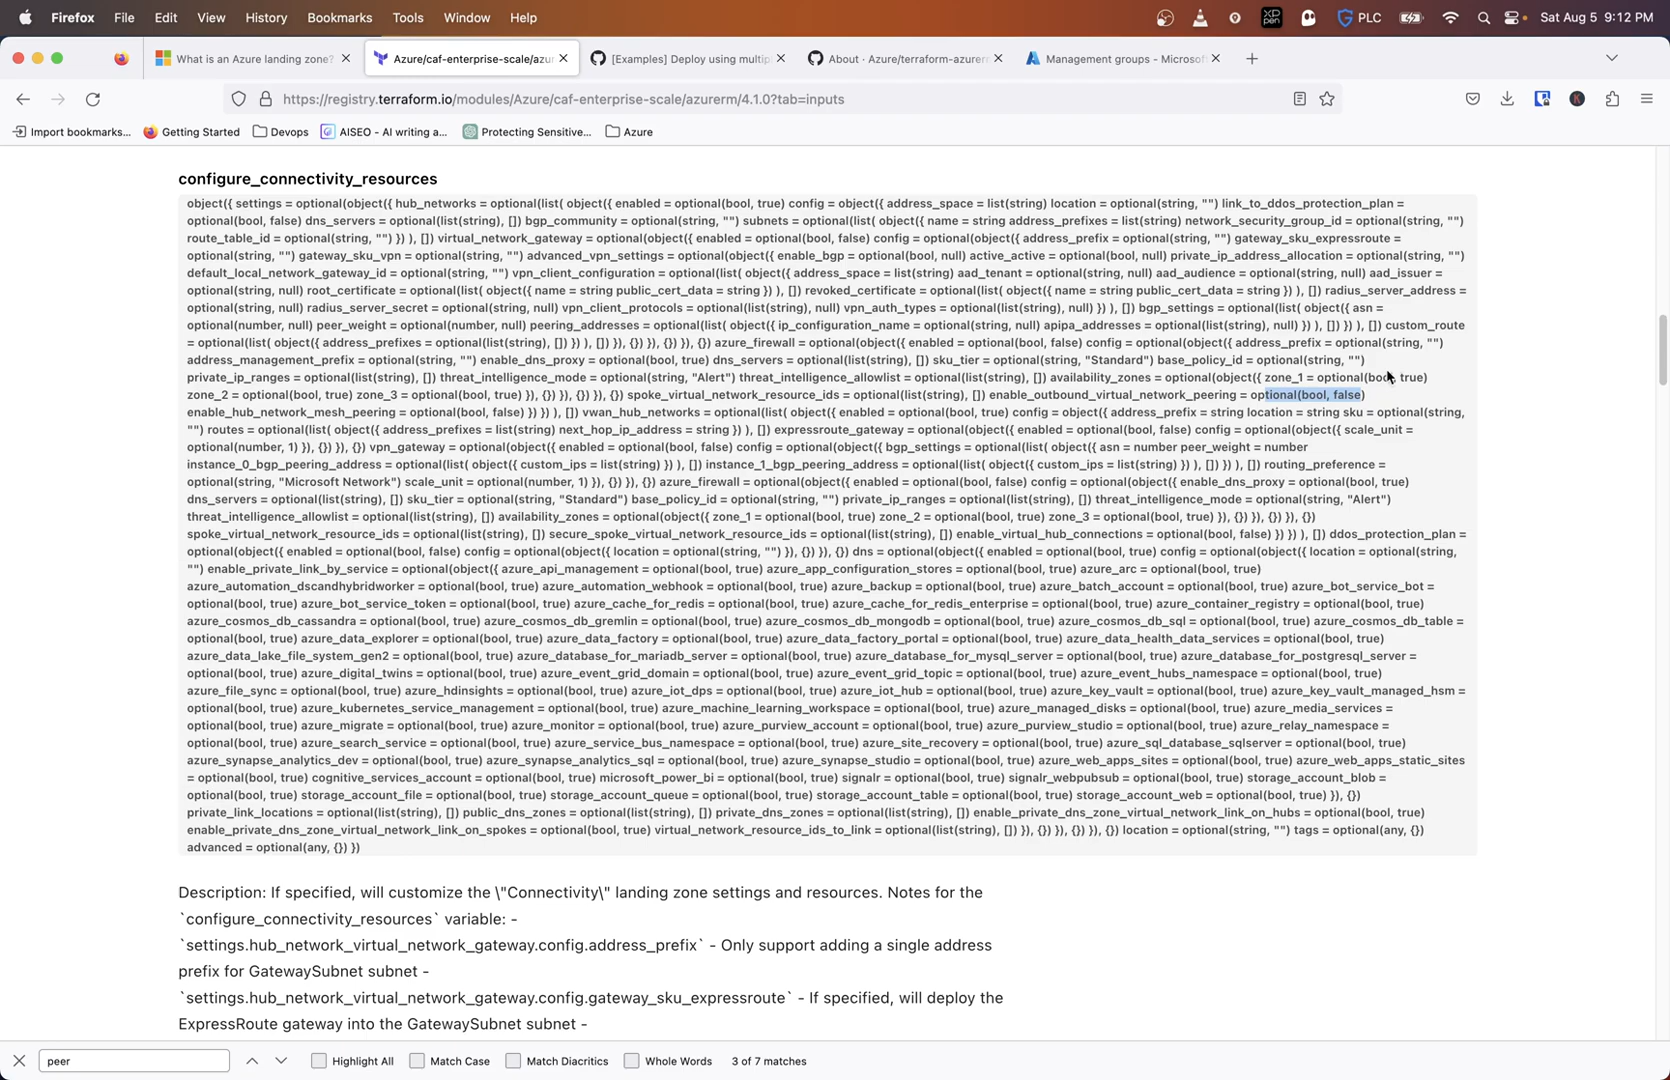 Firefox File Edit View History Bookmarks Tools Window Help PLC Sat Aug 5 9:12 PM
What is an Azure landing zone? Azure/caf-enterprise-scale/azur [Examples] Deploy using multip About · Azure/terraform-azurer Management groups - Microsof
https://registry.terraform.io/modules/Azure/caf-enterprise-scale/azurerm/4.1.0?tab=inputs
Import bookmarks... Getting Started Devops AISEO - AI writing a... Protecting Sensitive... Azure
configure_connectivity_resources
object({ settings = optional(object({ hub_networks = optional(list( object({ enabled = optional(bool, true) config = object({ address_space = list(string) location = optional(string, "") link_to_ddos_protection_plan =
optional(bool, false) dns_servers = optional(list(string), []) bgp_community = optional(string, "") subnets = optional(list( object({ name = string address_prefixes = list(string) network_security_group_id = optional(string, "")
route_table_id = optional(string, "") }) ), []) virtual_network_gateway = optional(object({ enabled = optional(bool, false) config = optional(object({ address_prefix = optional(string, "") gateway_sku_expressroute =
optional(string, "") gateway_sku_vpn = optional(string, "") advanced_vpn_settings = optional(object({ enable_bgp = optional(bool, null) active_active = optional(bool, null) private_ip_address_allocation = optional(string, "")
default_local_network_gateway_id = optional(string, "") vpn_client_configuration = optional(list( object({ address_space = list(string) aad_tenant = optional(string, null) aad_audience = optional(string, null) aad_issuer =
optional(string, null) root_certificate = optional(list( object({ name = string public_cert_data = string }) ), []) revoked_certificate = optional(list( object({ name = string public_cert_data = string }) ), []) radius_server_address =
optional(string, null) radius_server_secret = optional(string, null) vpn_client_protocols = optional(list(string), null) vpn_auth_types = optional(list(string), null) }) ), []) bgp_settings = optional(list( object({ asn =
optional(number, null) peer_weight = optional(number, null) peering_addresses = optional(list( object({ ip_configuration_name = optional(string, null) apipa_addresses = optional(list(string), null) }) ), []) }) ), []) custom_route
= optional(list( object({ address_prefixes = optional(list(string), []) }) ), []) }), {}) }), {}) }), {}) azure_firewall = optional(object({ enabled = optional(bool, false) config = optional(object({ address_prefix = optional(string, "")
address_management_prefix = optional(string, "") enable_dns_proxy = optional(bool, true) dns_servers = optional(list(string), []) sku_tier = optional(string, "Standard") base_policy_id = optional(string, "")
private_ip_ranges = optional(list(string), []) threat_intelligence_mode = optional(string, "Alert") threat_intelligence_allowlist = optional(list(string), []) availability_zones = optional(object({ zone_1 = optional(bool, true)
zone_2 = optional(bool, true) zone_3 = optional(bool, true) }), {}) }), {}) }), {}) spoke_virtual_network_resource_ids = optional(list(string), []) enable_outbound_virtual_network_peering = optional(bool, false)
enable_hub_network_mesh_peering = optional(bool, false) }) }) ), []) vwan_hub_networks = optional(list( object({ enabled = optional(bool, true) config = object({ address_prefix = string location = string sku = optional(string,
"") routes = optional(list( object({ address_prefixes = list(string) next_hop_ip_address = string }) ), []) expressroute_gateway = optional(object({ enabled = optional(bool, false) config = optional(object({ scale_unit =
optional(number, 1) }), {}) }), {}) vpn_gateway = optional(object({ enabled = optional(bool, false) config = optional(object({ bgp_settings = optional(list( object({ asn = number peer_weight = number
instance_0_bgp_peering_address = optional(list( object({ custom_ips = list(string) }) ), []) instance_1_bgp_peering_address = optional(list( object({ custom_ips = list(string) }) ), []) }) ), []) routing_preference =
optional(string, "Microsoft Network") scale_unit = optional(number, 1) }), {}) }), {}) azure_firewall = optional(object({ enabled = optional(bool, false) config = optional(object({ enable_dns_proxy = optional(bool, true)
dns_servers = optional(list(string), []) sku_tier = optional(string, "Standard") base_policy_id = optional(string, "") private_ip_ranges = optional(list(string), []) threat_intelligence_mode = optional(string, "Alert")
threat_intelligence_allowlist = optional(list(string), []) availability_zones = optional(object({ zone_1 = optional(bool, true) zone_2 = optional(bool, true) zone_3 = optional(bool, true) }), {}) }), {}) }), {})
spoke_virtual_network_resource_ids = optional(list(string), []) secure_spoke_virtual_network_resource_ids = optional(list(string), []) enable_virtual_hub_connections = optional(bool, false) }) }) ), []) ddos_protection_plan =
optional(object({ enabled = optional(bool, false) config = optional(object({ location = optional(string, "") }), {}) }), {}) dns = optional(object({ enabled = optional(bool, true) config = optional(object({ location = optional(string,
"") enable_private_link_by_service = optional(object({ azure_api_management = optional(bool, true) azure_app_configuration_stores = optional(bool, true) azure_arc = optional(bool, true)
azure_automation_dscandhybridworker = optional(bool, true) azure_automation_webhook = optional(bool, true) azure_backup = optional(bool, true) azure_batch_account = optional(bool, true) azure_bot_service_bot =
optional(bool, true) azure_bot_service_token = optional(bool, true) azure_cache_for_redis = optional(bool, true) azure_cache_for_redis_enterprise = optional(bool, true) azure_container_registry = optional(bool, true)
azure_cosmos_db_cassandra = optional(bool, true) azure_cosmos_db_gremlin = optional(bool, true) azure_cosmos_db_mongodb = optional(bool, true) azure_cosmos_db_sql = optional(bool, true) azure_cosmos_db_table =
optional(bool, true) azure_data_explorer = optional(bool, true) azure_data_factory = optional(bool, true) azure_data_factory_portal = optional(bool, true) azure_data_health_data_services = optional(bool, true)
azure_data_lake_file_system_gen2 = optional(bool, true) azure_database_for_mariadb_server = optional(bool, true) azure_database_for_mysql_server = optional(bool, true) azure_database_for_postgresql_server =
optional(bool, true) azure_digital_twins = optional(bool, true) azure_event_grid_domain = optional(bool, true) azure_event_grid_topic = optional(bool, true) azure_event_hubs_namespace = optional(bool, true)
azure_file_sync = optional(bool, true) azure_hdinsights = optional(bool, true) azure_iot_dps = optional(bool, true) azure_iot_hub = optional(bool, true) azure_key_vault = optional(bool, true) azure_key_vault_managed_hsm =
optional(bool, true) azure_kubernetes_service_management = optional(bool, true) azure_machine_learning_workspace = optional(bool, true) azure_managed_disks = optional(bool, true) azure_media_services =
optional(bool, true) azure_migrate = optional(bool, true) azure_monitor = optional(bool, true) azure_purview_account = optional(bool, true) azure_purview_studio = optional(bool, true) azure_relay_namespace =
optional(bool, true) azure_search_service = optional(bool, true) azure_service_bus_namespace = optional(bool, true) azure_site_recovery = optional(bool, true) azure_sql_database_sqlserver = optional(bool, true)
azure_synapse_analytics_dev = optional(bool, true) azure_synapse_analytics_sql = optional(bool, true) azure_synapse_studio = optional(bool, true) azure_web_apps_sites = optional(bool, true) azure_web_apps_static_sites
= optional(bool, true) cognitive_services_account = optional(bool, true) microsoft_power_bi = optional(bool, true) signalr = optional(bool, true) signalr_webpubsub = optional(bool, true) storage_account_blob =
optional(bool, true) storage_account_file = optional(bool, true) storage_account_queue = optional(bool, true) storage_account_table = optional(bool, true) storage_account_web = optional(bool, true) }), {})
private_link_locations = optional(list(string), []) public_dns_zones = optional(list(string), []) private_dns_zones = optional(list(string), []) enable_private_dns_zone_virtual_network_link_on_hubs = optional(bool, true)
enable_private_dns_zone_virtual_network_link_on_spokes = optional(bool, true) virtual_network_resource_ids_to_link = optional(list(string), []) }), {}) }), {}) }), {}) location = optional(string, "") tags = optional(any, {})
advanced = optional(any, {}) })
Description: If specified, will customize the \"Connectivity\" landing zone settings and resources. Notes for the
`configure_connectivity_resources` variable: -
`settings.hub_network_virtual_network_gateway.config.address_prefix` - Only support adding a single address
prefix for GatewaySubnet subnet -
`settings.hub_network_virtual_network_gateway.config.gateway_sku_expressroute` - If specified, will deploy the
ExpressRoute gateway into the GatewaySubnet subnet -
peer Highlight All Match Case Match Diacritics Whole Words 3 of 7 matches